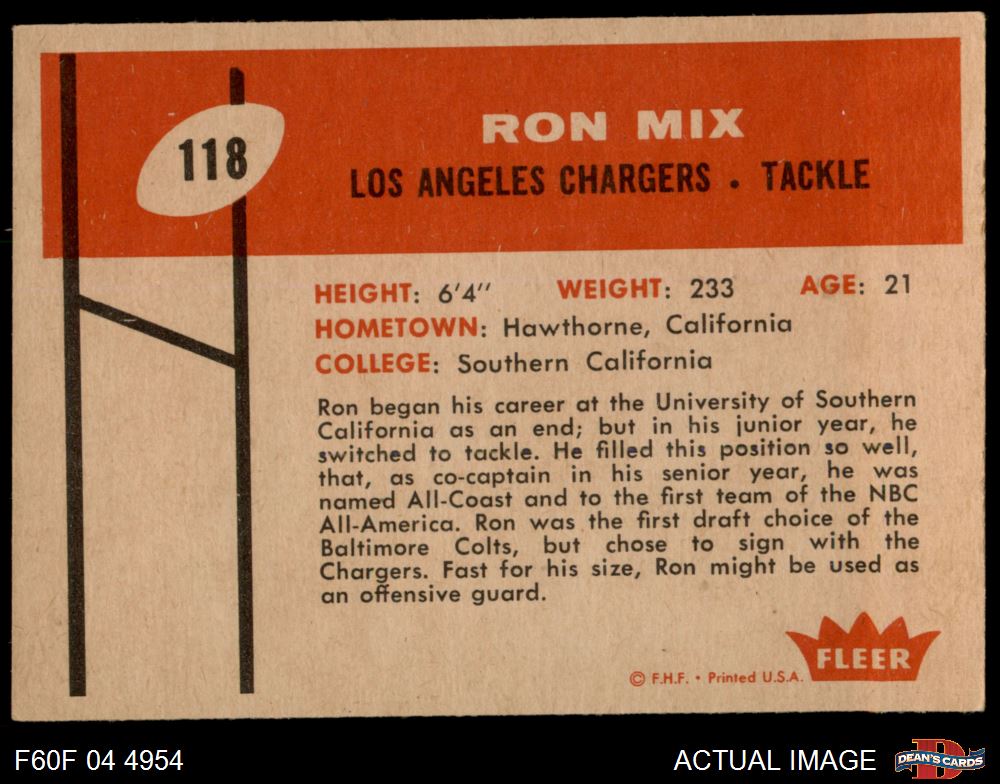 118
RON MIX
LOS ANGELES CHARGERS . TACKLE
HEIGHT: 6'4" WEIGHT: 233 AGE: 21
HOMETOWN: Hawthorne, California
COLLEGE: Southern California
Ron began his career at the University of Southern
California as an end; but in his junior year, he
switched to tackle. He filled this position so well,
that, as co-captain in his senior year, he was
named All-Coast and to the first team of the NBC
All-America. Ron was the first draft choice of the
Baltimore Colts, but chose to sign with the
Chargers. Fast for his size, Ron might be used as
an offensive guard.
FLEER
© F.H.F. • Printed U.S.A.
F60F 04 4954
ACTUAL IMAGE
D
DEAN'S CARDS